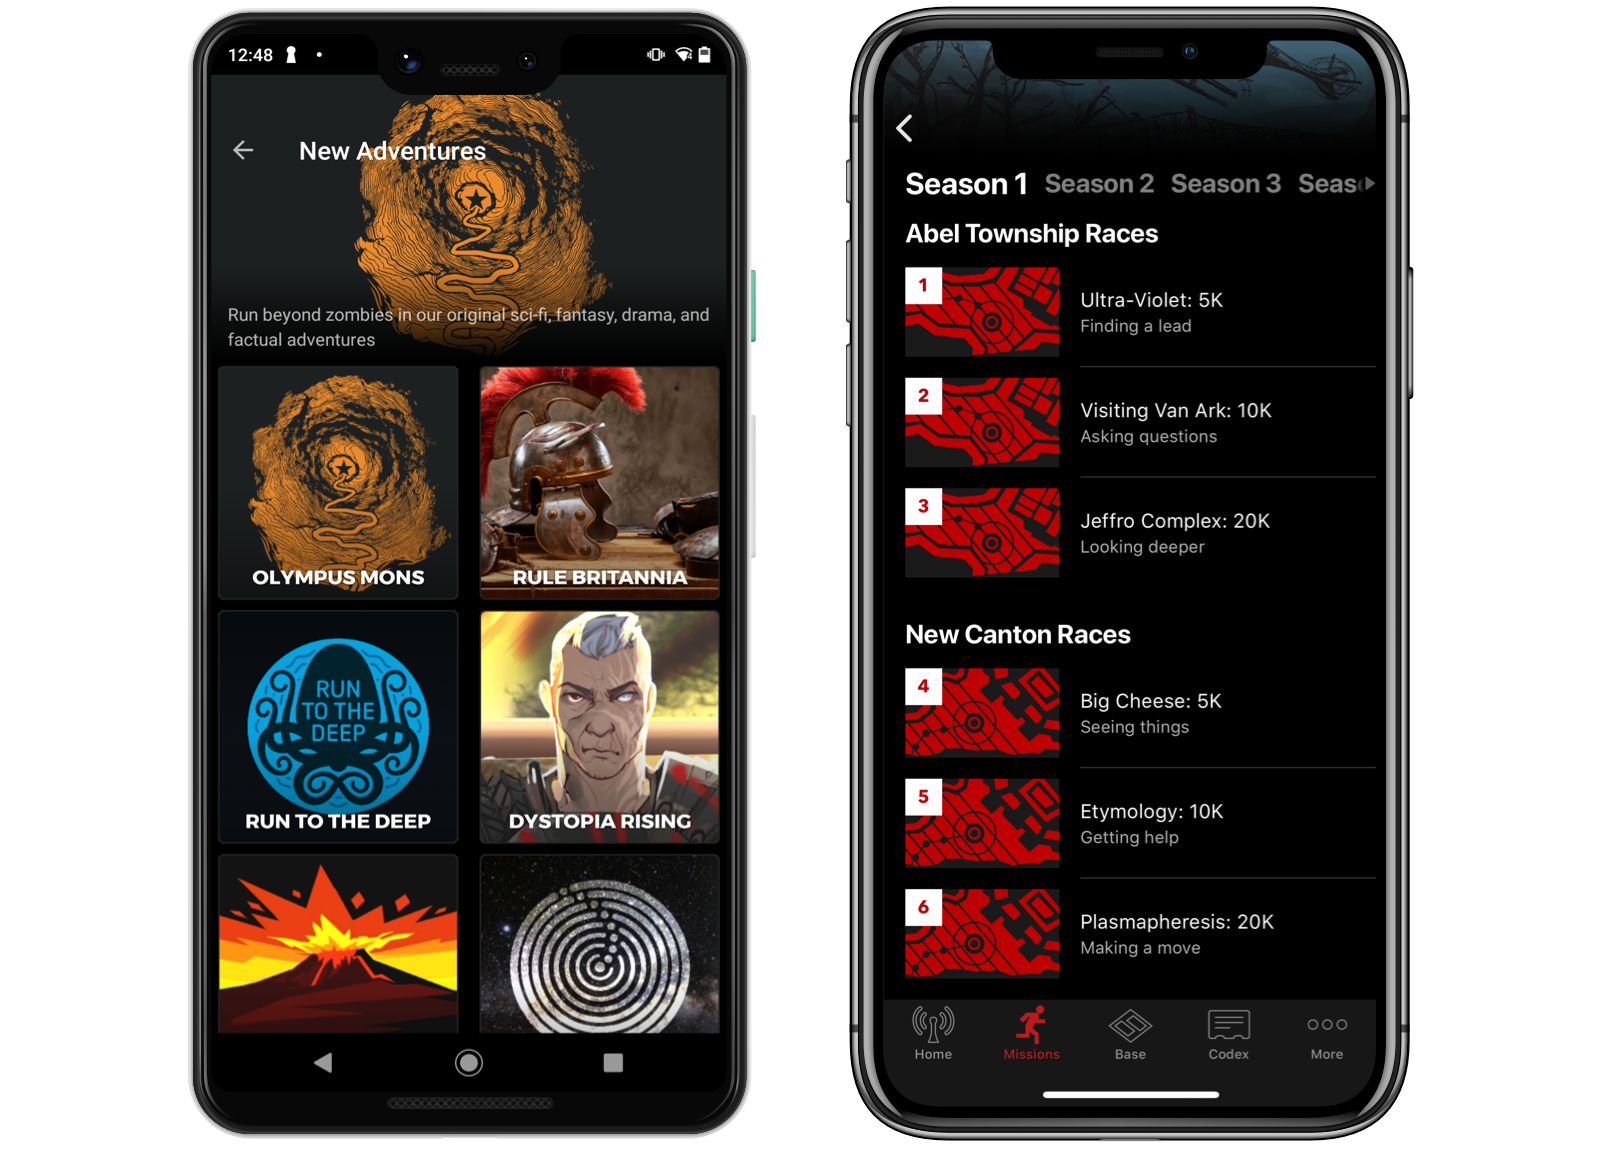 12:48
New Adventures
Run beyond zombies in our original sci-fi, fantasy, drama, and
factual adventures
OLYMPUS MONS
RULE BRITANNIA
RUN
TO THE
DEEP
RUN TO THE DEEP
DYSTOPIA RISING
Season 1 Season 2 Season 3 Seas
Abel Township Races
1
Ultra-Violet: 5K
Finding a lead
2
Visiting Van Ark: 10K
Asking questions
3
Jeffro Complex: 20K
Looking deeper
New Canton Races
4
Big Cheese: 5K
Seeing things
5
Etymology: 10K
Getting help
6
Plasmapheresis: 20K
Making a move
Home Missions Base Codex More